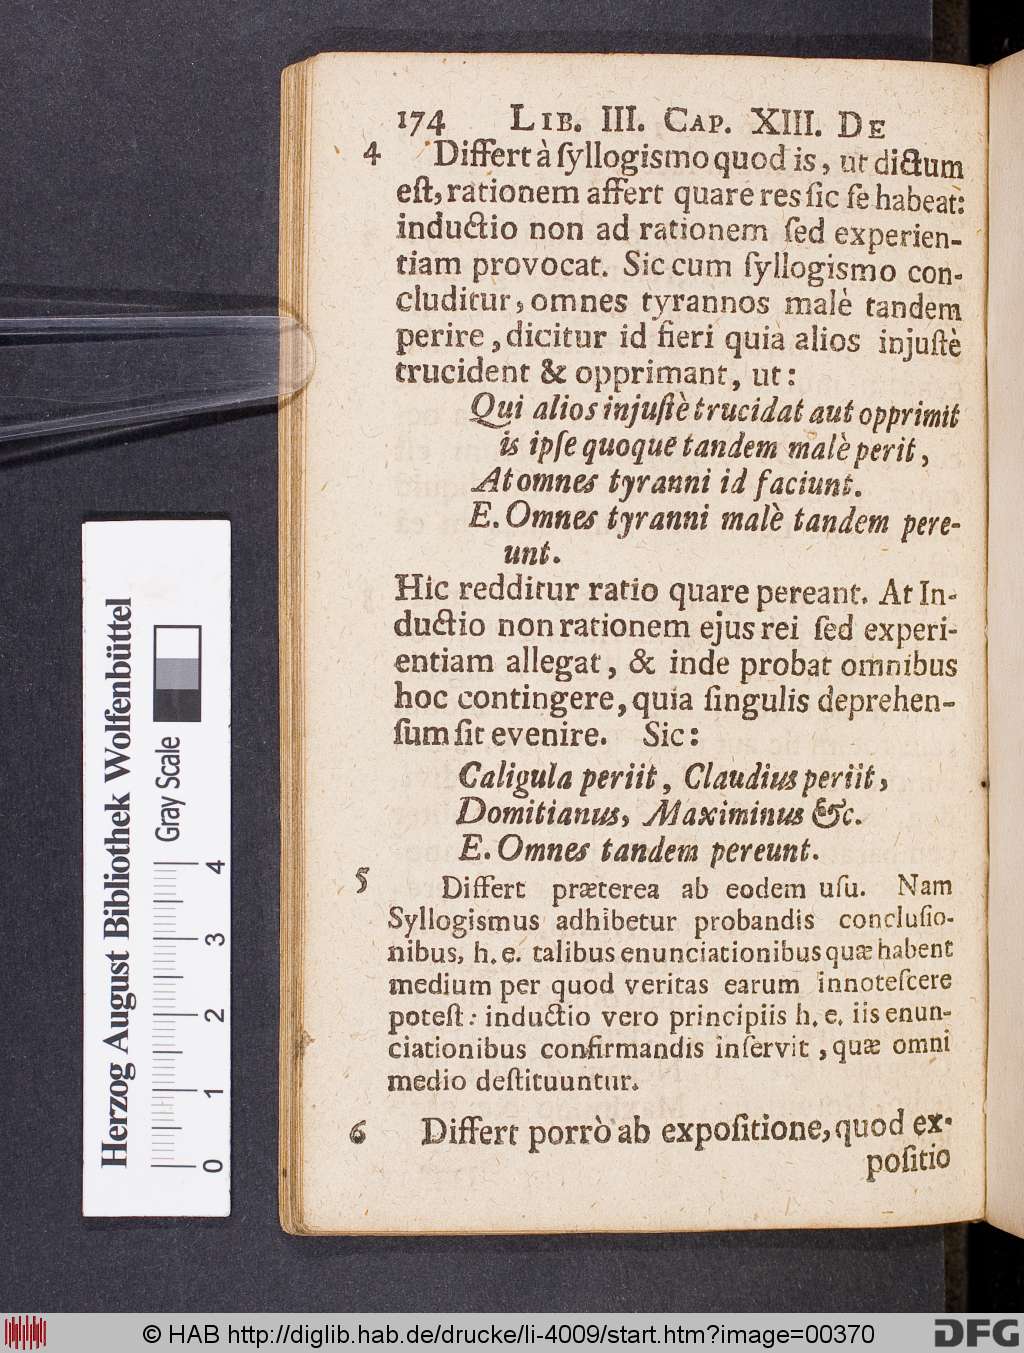 174 LIB. III. CAP. XIII. DE
4 Differt à ſyllogismo quod is, ut dictum
eſt, rationem affert quare res ſic ſe habeat:
inductio non ad rationem ſed experien-
tiam provocat. Sic cum ſyllogismo con-
cluditur, omnes tyrannos malè tandem
perire, dicitur id fieri quia alios injuſtè
trucident & opprimant, ut:
Qui alios injuſtè trucidat aut opprimit
is ipſe quoque tandem malè perit,
At omnes tyranni id faciunt.
E. Omnes tyranni malè tandem pere-
unt.
Hic redditur ratio quare pereant. At In-
ductio non rationem ejus rei ſed experi-
entiam allegat, & inde probat omnibus
hoc contingere, quia ſingulis deprehen-
ſum ſit evenire. Sic:
Caligula periit, Claudius periit,
Domitianus, Maximinus &c.
E. Omnes tandem pereunt.
5 Differt præterea ab eodem uſu. Nam
Syllogismus adhibetur probandis concluſio-
nibus, h. e. talibus enunciationibus quæ habent
medium per quod veritas earum innoteſcere
poteſt: inductio vero principiis h. e. iis enun-
ciationibus confirmandis inſervit, quæ omni
medio deſtituuntur.
6 Differt porrò ab expoſitione, quod ex-
poſitio
Herzog August Bibliothek Wolfenbüttel
Gray Scale
0 1 2 3 4
© HAB http://diglib.hab.de/drucke/li-4009/start.htm?image=00370
DFG